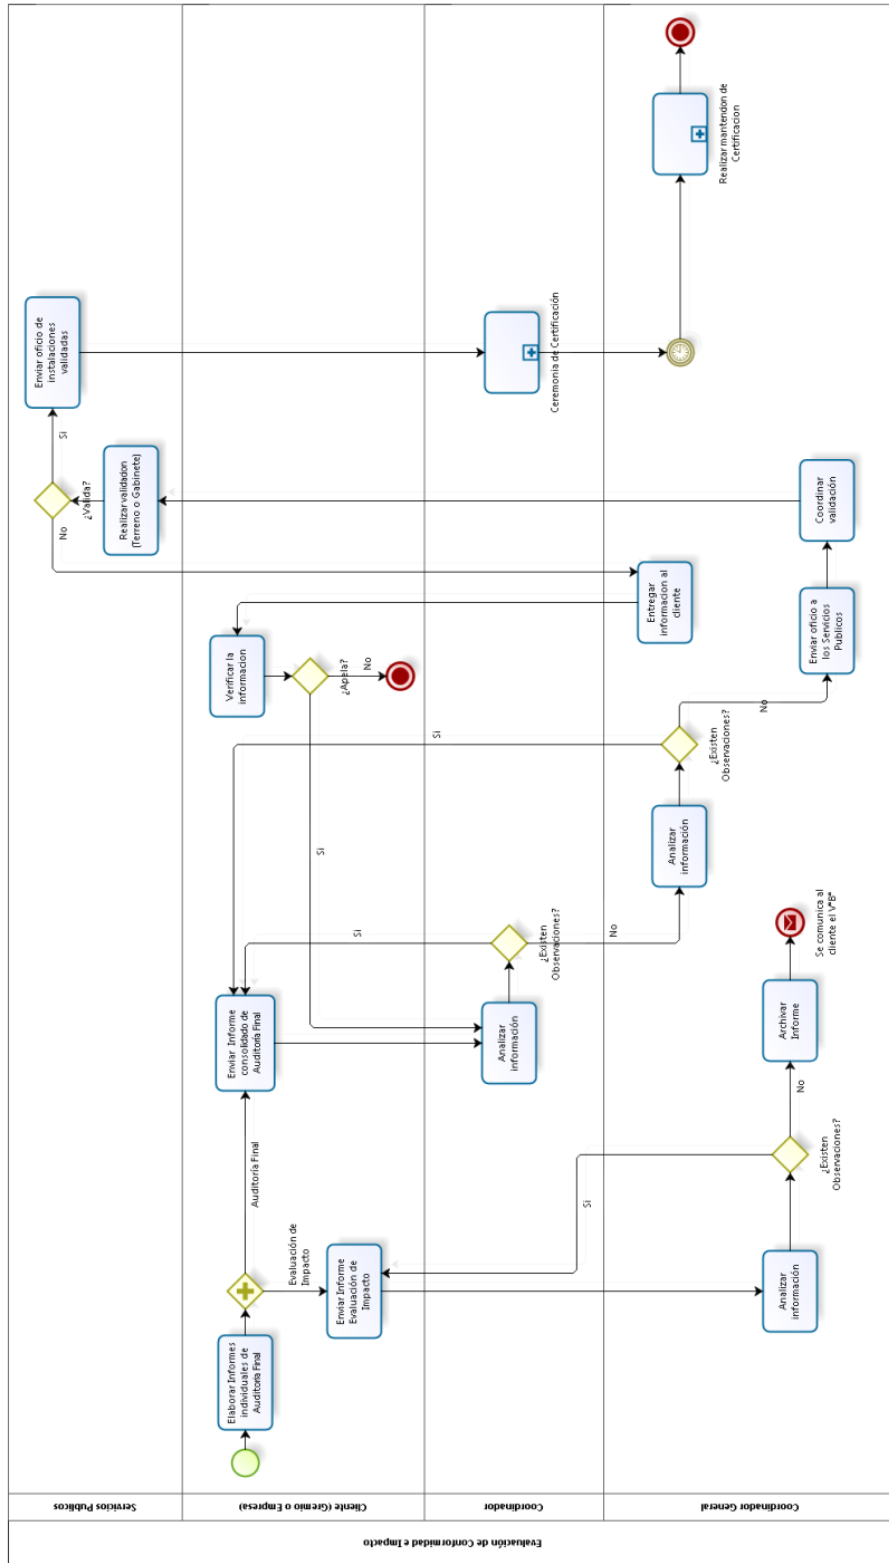 Evaluación de Conformidad e Impacto
Servicios Publicos
Cliente (Gremio o Empresa)
Coordinador
Coordinador General
Elaborar Informes
individuales de
Auditoría Final
Auditoría Final
Evaluación de
Impacto
Enviar Informe
Evaluación de
Impacto
Enviar Informe
consolidado de
Auditoría Final
Analizar
información
¿Existen
Observaciones?
Si
No
Archivar
Informe
Se comunica al
cliente el V°B°
Analizar
información
¿Existen
Observaciones?
Si
No
Analizar
información
¿Existen
Observaciones?
Si
No
Enviar oficio a
los Servicios
Publicos
Coordinar
validación
Realizar validacion
(Terreno o Gabinete)
¿Valida?
No
Si
Entregar
informacion al
cliente
Verificar la
informacion
¿Apela?
No
Si
Enviar oficio de
instalaciones
validadas
Ceremonia de Certificación
Realizar mantencion de
Certificacion